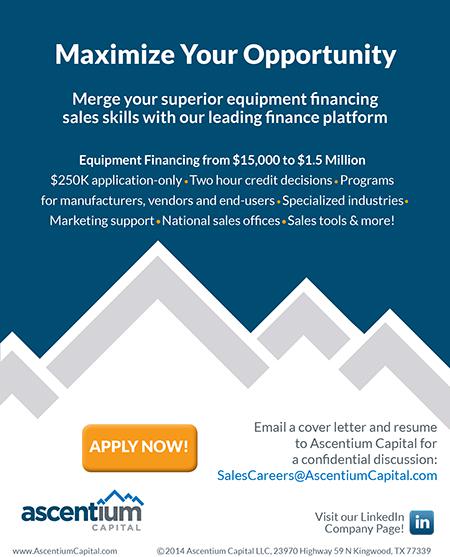 Maximize Your Opportunity
Merge your superior equipment financing
sales skills with our leading finance platform
Equipment Financing from $15,000 to $1.5 Million
$250K application-only • Two hour credit decisions • Programs
for manufacturers, vendors and end-users • Specialized industries •
Marketing support • National sales offices • Sales tools & more!
APPLY NOW!
Email a cover letter and resume
to Ascentium Capital for
a confidential discussion:
SalesCareers@AscentiumCapital.com
ascentium
CAPITAL
Visit our LinkedIn
Company Page!
in
www.AscentiumCapital.com
©2014 Ascentium Capital LLC, 23970 Highway 59 N Kingwood, TX 77339